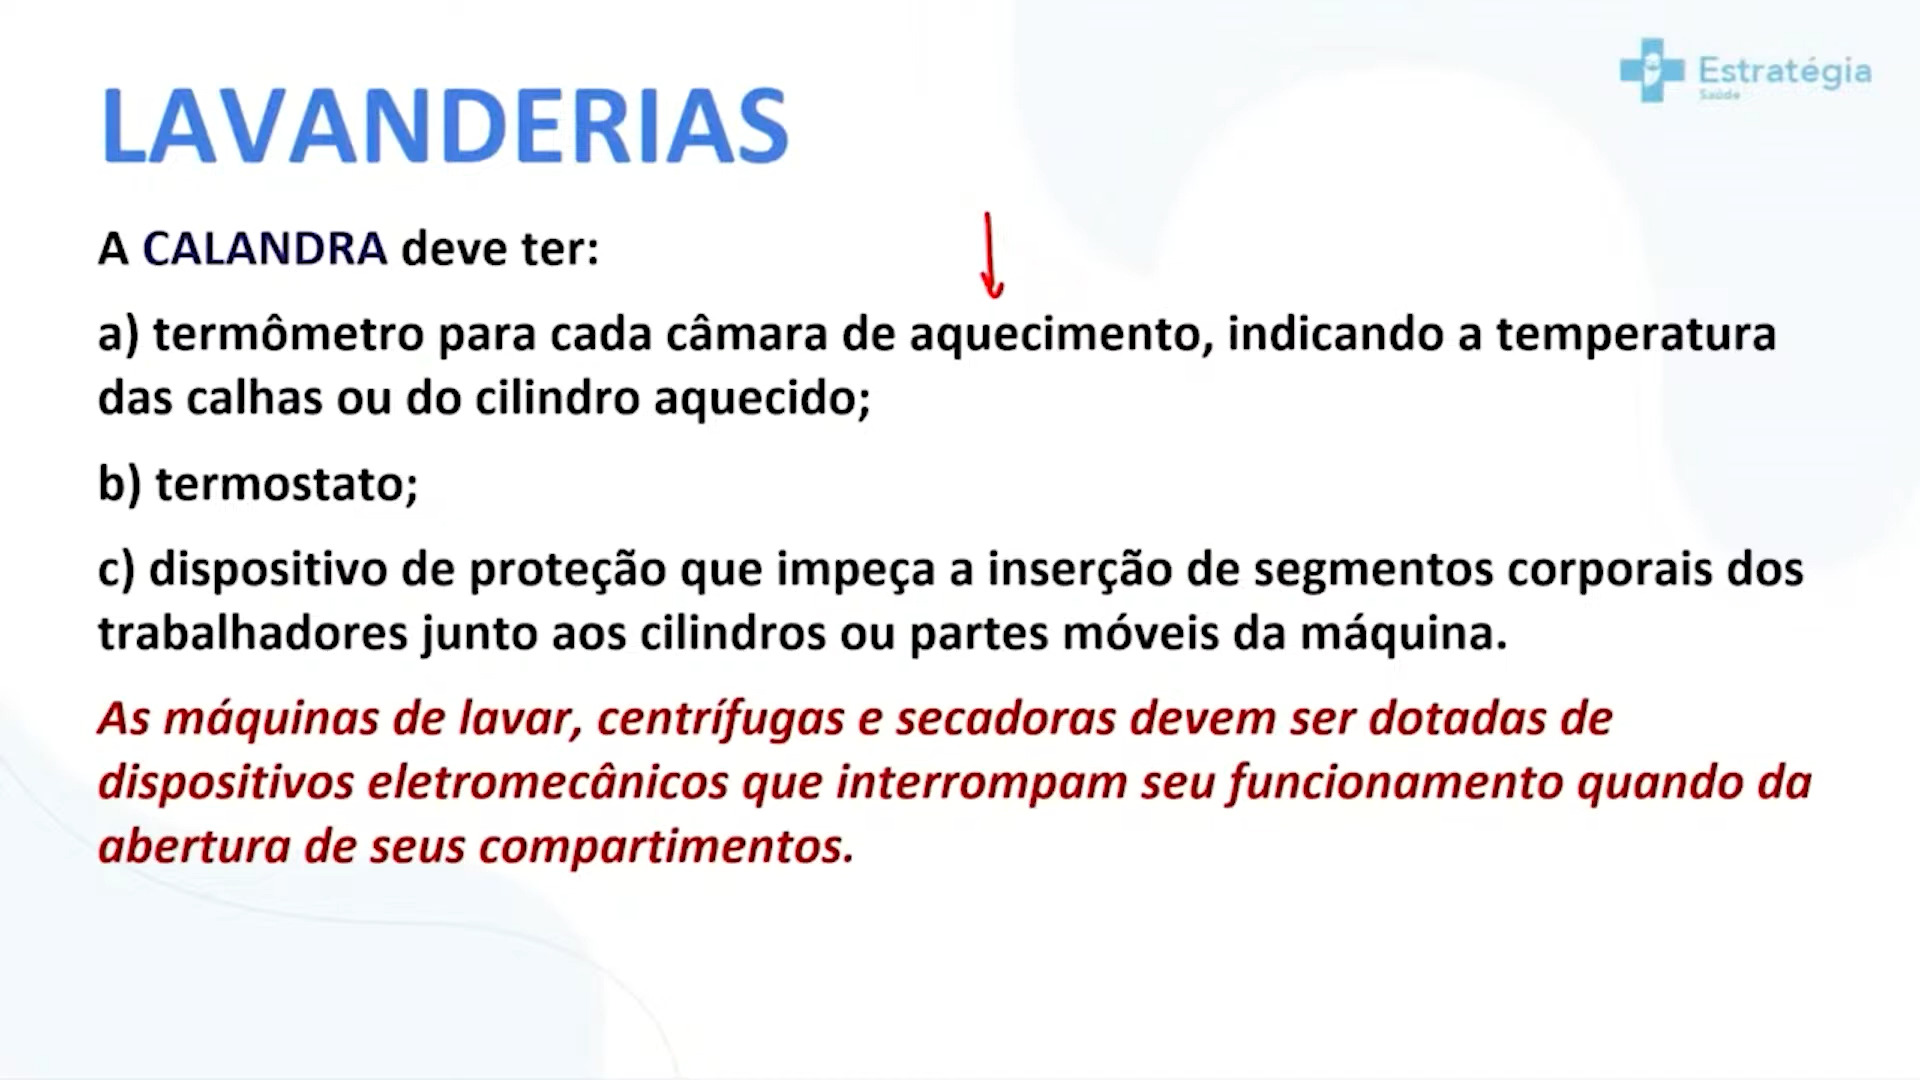 Estratégia
Saúde
LAVANDERIAS
A CALANDRA deve ter:
a) termômetro para cada câmara de aquecimento, indicando a temperatura
das calhas ou do cilindro aquecido;
b) termostato;
c) dispositivo de proteção que impeça a inserção de segmentos corporais dos
trabalhadores junto aos cilindros ou partes móveis da máquina.
As máquinas de lavar, centrífugas e secadoras devem ser dotadas de
dispositivos eletromecânicos que interrompam seu funcionamento quando da
abertura de seus compartimentos.